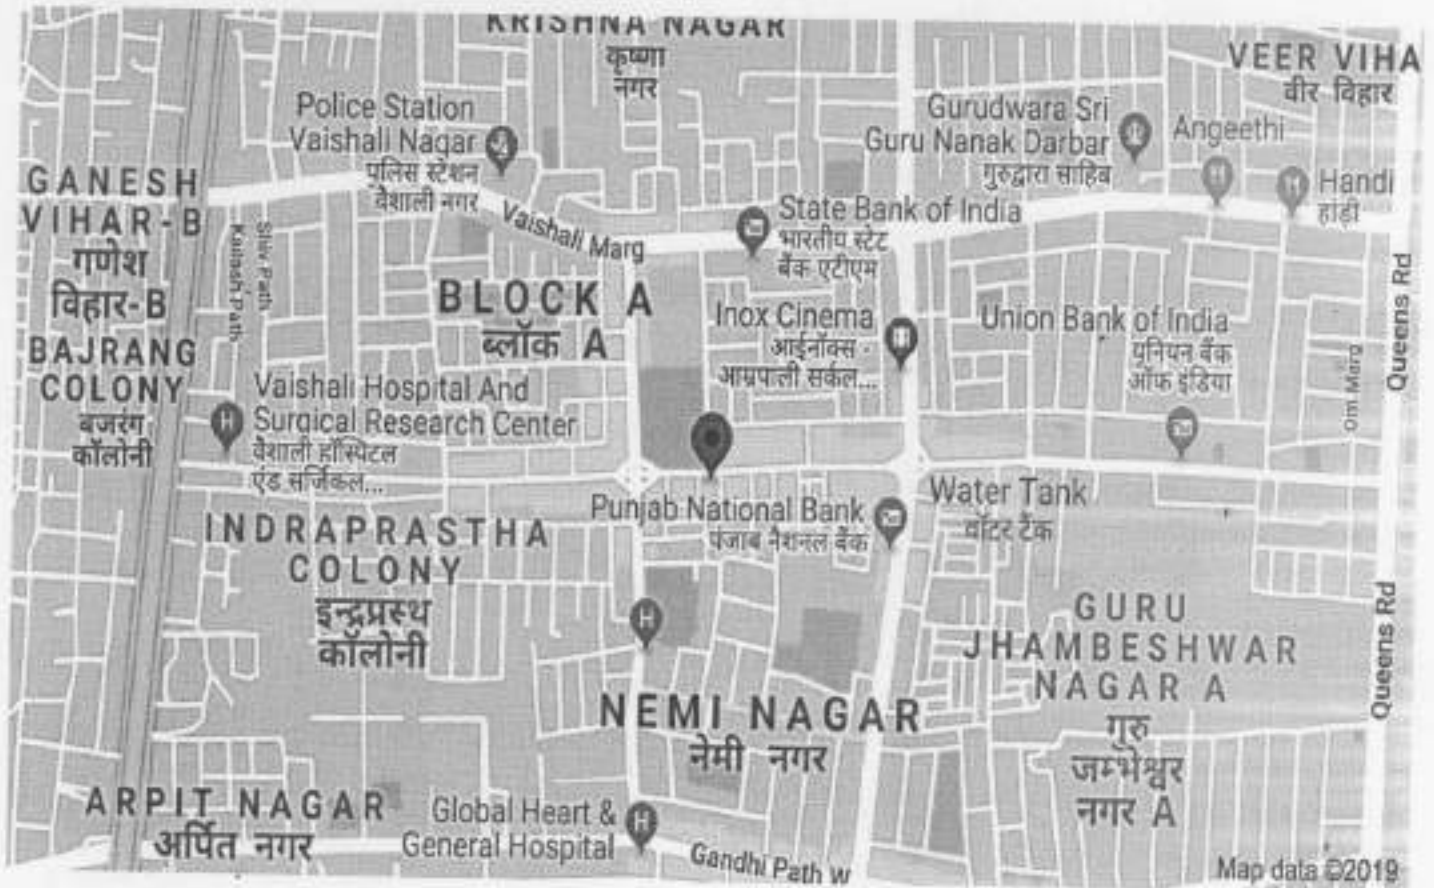 KRISHNA NAGAR
कृष्णा
नगर
VEER VIHA
वीर विहार
Police Station
Vaishali Nagar
पुलिस स्टेशन
वैशाली नगर
Gurudwara Sri
Guru Nanak Darbar
गुरुद्वारा साहिब
Angeethi
Handi
हांड़ी
GANESH
VIHAR-B
गणेश
विहार-B
Vaishali Marg
State Bank of India
भारतीय स्टेट
बैंक एटीएम
Kailash Path
Shiv Path
Queens Rd
BLOCK A
ब्लॉक A
Inox Cinema
आईनॉक्स -
आम्रपाली सर्कल...
Union Bank of India
यूनियन बैंक
ऑफ इंडिया
Om Marg
BAJRANG
COLONY
बजरंग
कॉलोनी
Vaishali Hospital And
Surgical Research Center
वैशाली हॉस्पिटल
एंड सर्जिकल...
Punjab National Bank
पंजाब नैशनल बैंक
Water Tank
वॉटर टैंक
INDRAPRASTHA
COLONY
इन्द्रप्रस्थ
कॉलोनी
GURU
JHAMBESHWAR
NAGAR A
गुरु
जम्भेश्वर
नगर A
Queens Rd
NEMI NAGAR
नेमी नगर
ARPIT NAGAR
अर्पित नगर
Global Heart &
General Hospital
Gandhi Path W
Map data ©2019